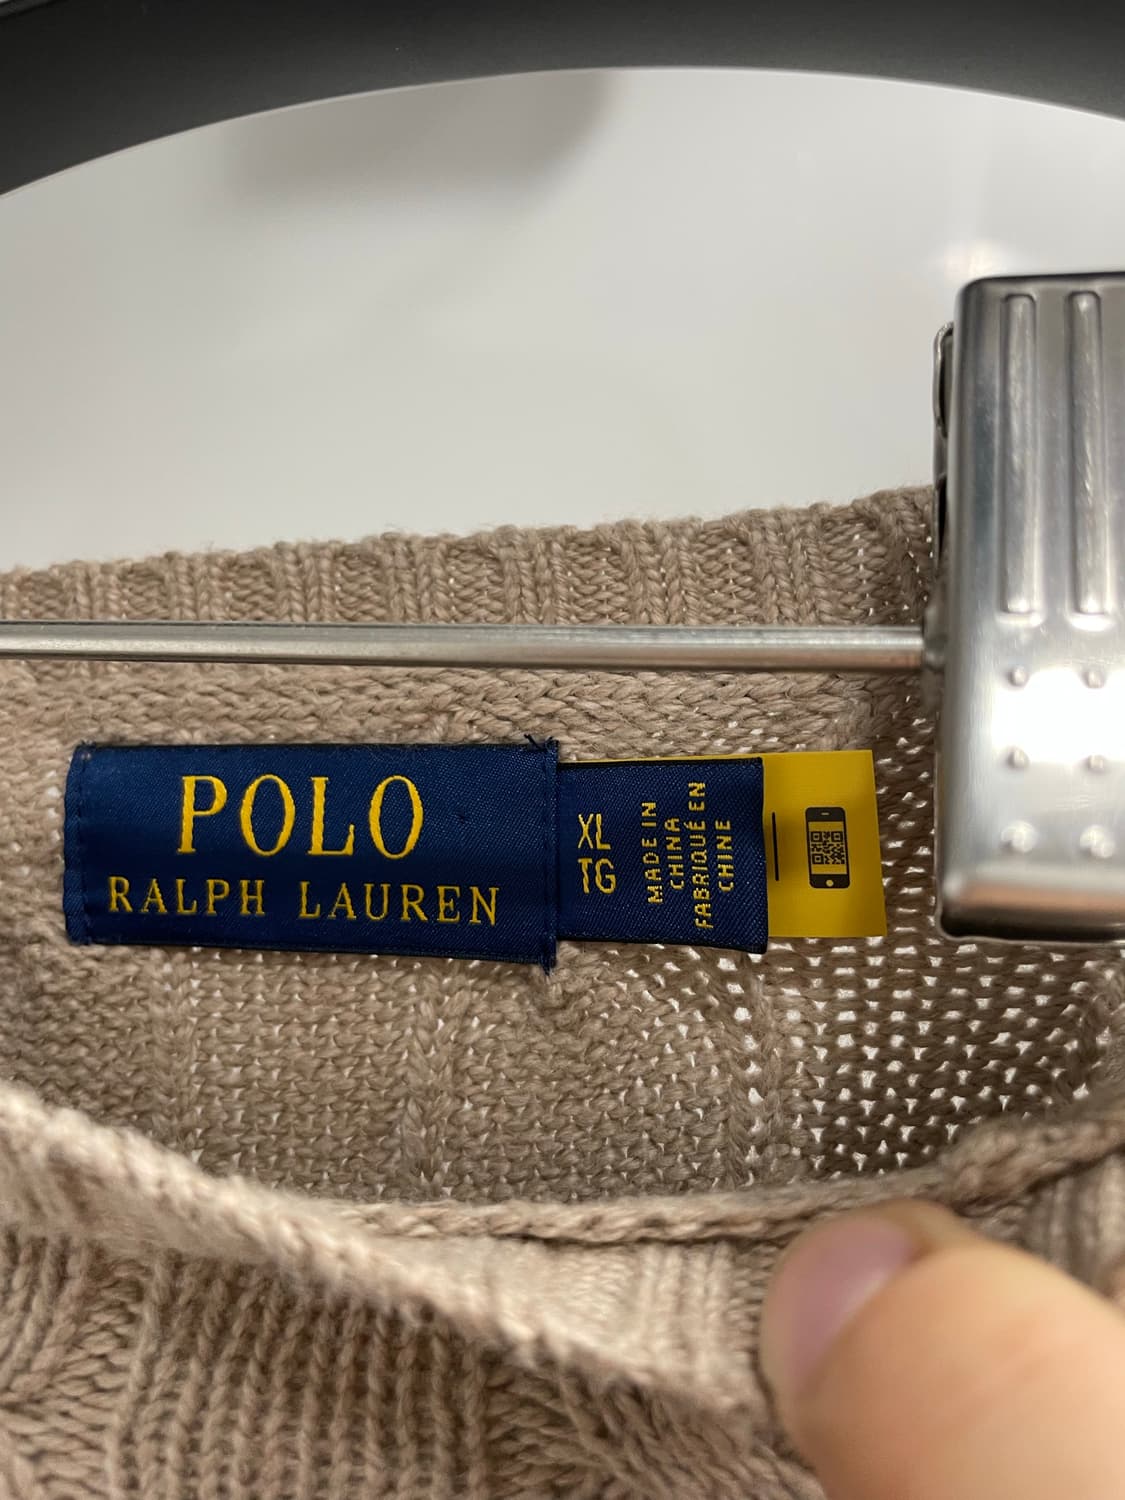 POLO
RALPH LAUREN
XL
TG
MADE IN
CHINA
FABRIQUÉ EN
CHINE